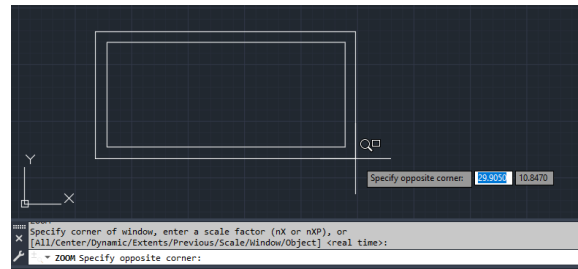 Y
X
Specify opposite corner: 29.9050 10.8470
ZOOM
Specify corner of window, enter a scale factor (nX or nXP), or
[All/Center/Dynamic/Extents/Previous/Scale/Window/Object] <real time>:
ZOOM Specify opposite corner: